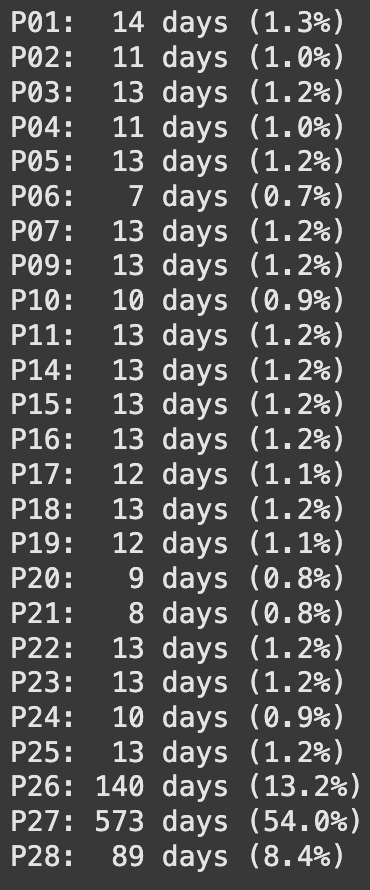 P01:  14 days (1.3%)
P02:  11 days (1.0%)
P03:  13 days (1.2%)
P04:  11 days (1.0%)
P05:  13 days (1.2%)
P06:   7 days (0.7%)
P07:  13 days (1.2%)
P09:  13 days (1.2%)
P10:  10 days (0.9%)
P11:  13 days (1.2%)
P14:  13 days (1.2%)
P15:  13 days (1.2%)
P16:  13 days (1.2%)
P17:  12 days (1.1%)
P18:  13 days (1.2%)
P19:  12 days (1.1%)
P20:   9 days (0.8%)
P21:   8 days (0.8%)
P22:  13 days (1.2%)
P23:  13 days (1.2%)
P24:  10 days (0.9%)
P25:  13 days (1.2%)
P26: 140 days (13.2%)
P27: 573 days (54.0%)
P28:  89 days (8.4%)